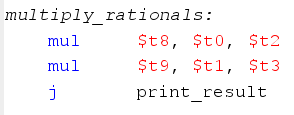 multiply_rationals:
mul $t8, $t0, $t2
mul $t9, $t1, $t3
j print_result